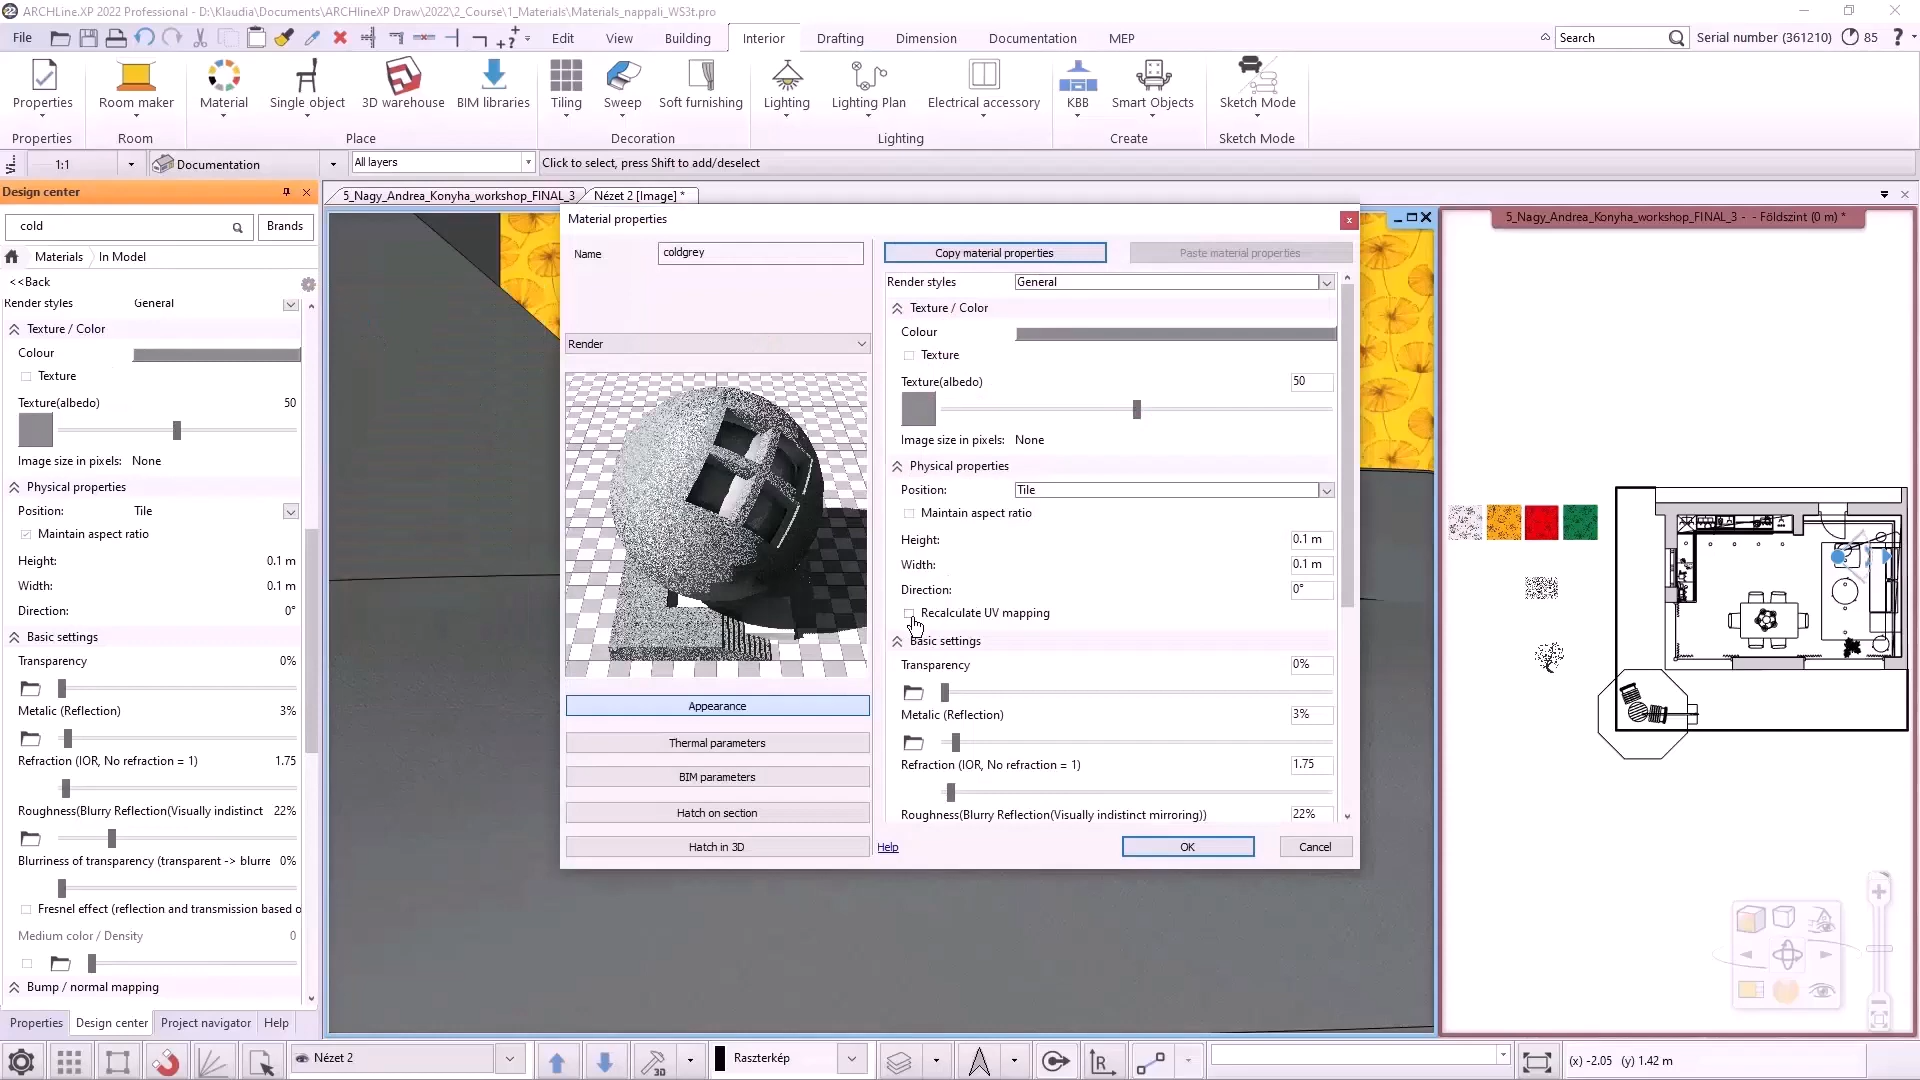 ARCHLine.XP 2022 Professional - D:\Klaudia\Documents\ARCHlineXP Draw\2022\2_Course\1_Materials\Materials_nappali_WS3t.pro
File Edit View Building Interior Drafting Dimension Documentation MEP Search Serial number (361210) 85 ?
Properties Room maker Material Single object 3D warehouse BIM libraries Tiling Sweep Soft furnishing Lighting Lighting Plan Electrical accessory KBB Smart Objects Sketch Mode
Properties Room Place Decoration Lighting Create Sketch Mode
1:1 Documentation All layers Click to select, press Shift to add/deselect
Design center
5_Nagy_Andrea_Konyha_workshop_FINAL_3 Nézet 2 [Image] *
cold Brands
Materials In Model
<<Back
Render styles General
Texture / Color
Colour
Texture
Texture(albedo) 50
Image size in pixels: None
Physical properties
Position: Tile
Maintain aspect ratio
Height: 0.1 m
Width: 0.1 m
Direction: 0°
Basic settings
Transparency 0%
Metalic (Reflection) 3%
Refraction (IOR, No refraction = 1) 1.75
Roughness(Blurry Reflection(Visually indistinct 22%
Blurriness of transparency (transparent -> blurre 0%
Fresnel effect (reflection and transmission based o
Medium color / Density 0
Bump / normal mapping
Properties Design center Project navigator Help
Material properties
Name coldgrey
Render
Appearance
Thermal parameters
BIM parameters
Hatch on section
Hatch in 3D
Copy material properties Paste material properties
Render styles General
Texture / Color
Colour
Texture
Texture(albedo) 50
Image size in pixels: None
Physical properties
Position: Tile
Maintain aspect ratio
Height: 0.1 m
Width: 0.1 m
Direction: 0°
Recalculate UV mapping
Basic settings
Transparency 0%
Metalic (Reflection) 3%
Refraction (IOR, No refraction = 1) 1.75
Roughness(Blurry Reflection(Visually indistinct mirroring)) 22%
Help OK Cancel
5_Nagy_Andrea_Konyha_workshop_FINAL_3 - - Földszint (0 m) *
Nézet 2 3D Raszterkép R (x) -2.05 (y) 1.42 m